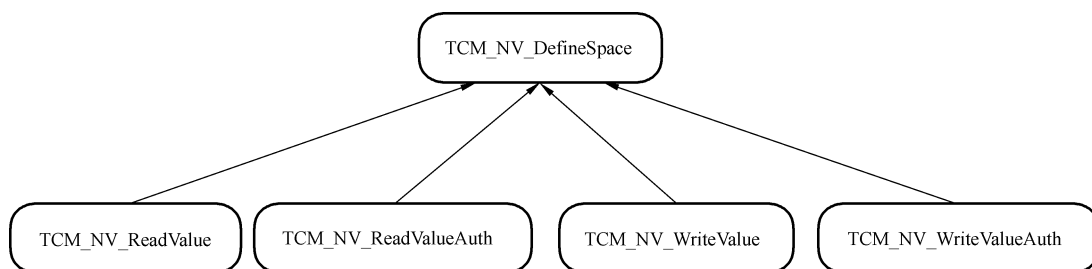 TCM_NV_DefineSpace
TCM_NV_ReadValue
TCM_NV_ReadValueAuth
TCM_NV_WriteValue
TCM_NV_WriteValueAuth